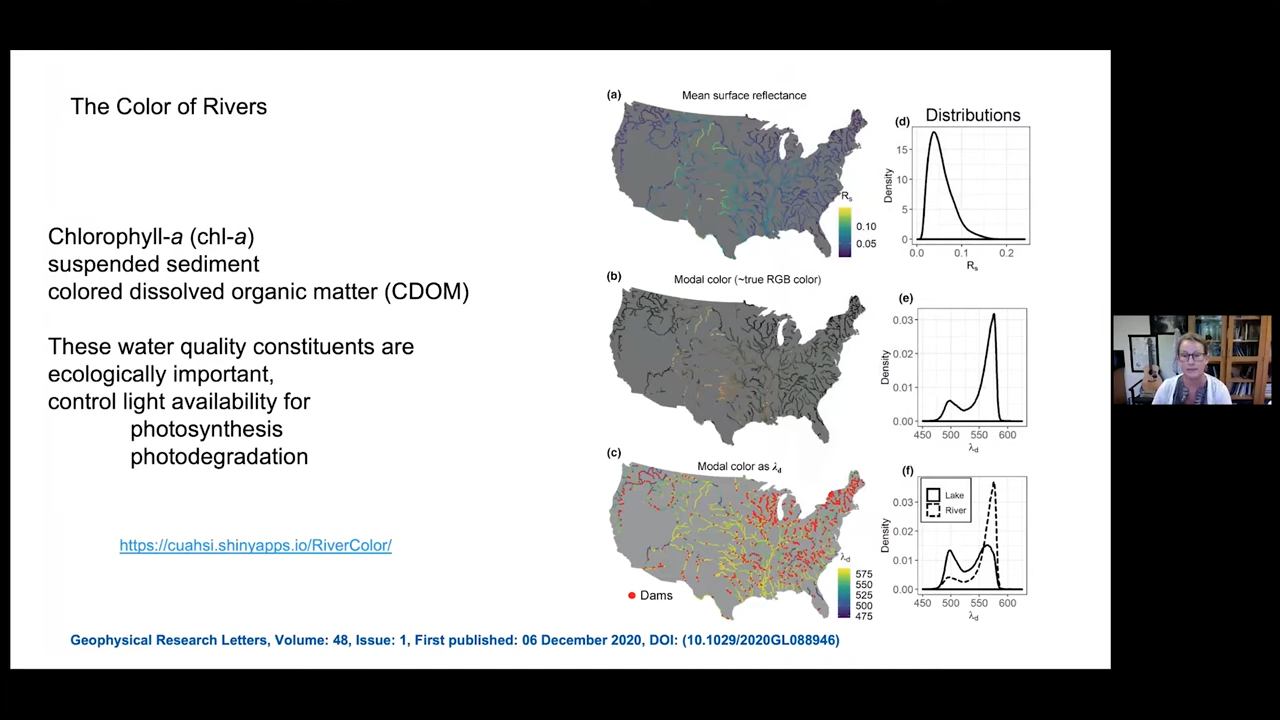 The Color of Rivers
Chlorophyll-a (chl-a)
suspended sediment
colored dissolved organic matter (CDOM)
These water quality constituents are
ecologically important,
control light availability for
photosynthesis
photodegradation
https://cuahsi.shinyapps.io/RiverColor/
(a)
Mean surface reflectance
Rs
0.10
0.05
(d)
Distributions
Density
15
10
5
0
0.0 0.1 0.2
Rs
(b)
Modal color (~true RGB color)
(e)
Density
0.03
0.02
0.01
0.00
450 500 550 600
λd
(c)
Modal color as λd
Dams
λd
575
550
525
500
475
(f)
Lake
River
Density
0.03
0.02
0.01
0.00
450 500 550 600
λd
Geophysical Research Letters, Volume: 48, Issue: 1, First published: 06 December 2020, DOI: (10.1029/2020GL088946)